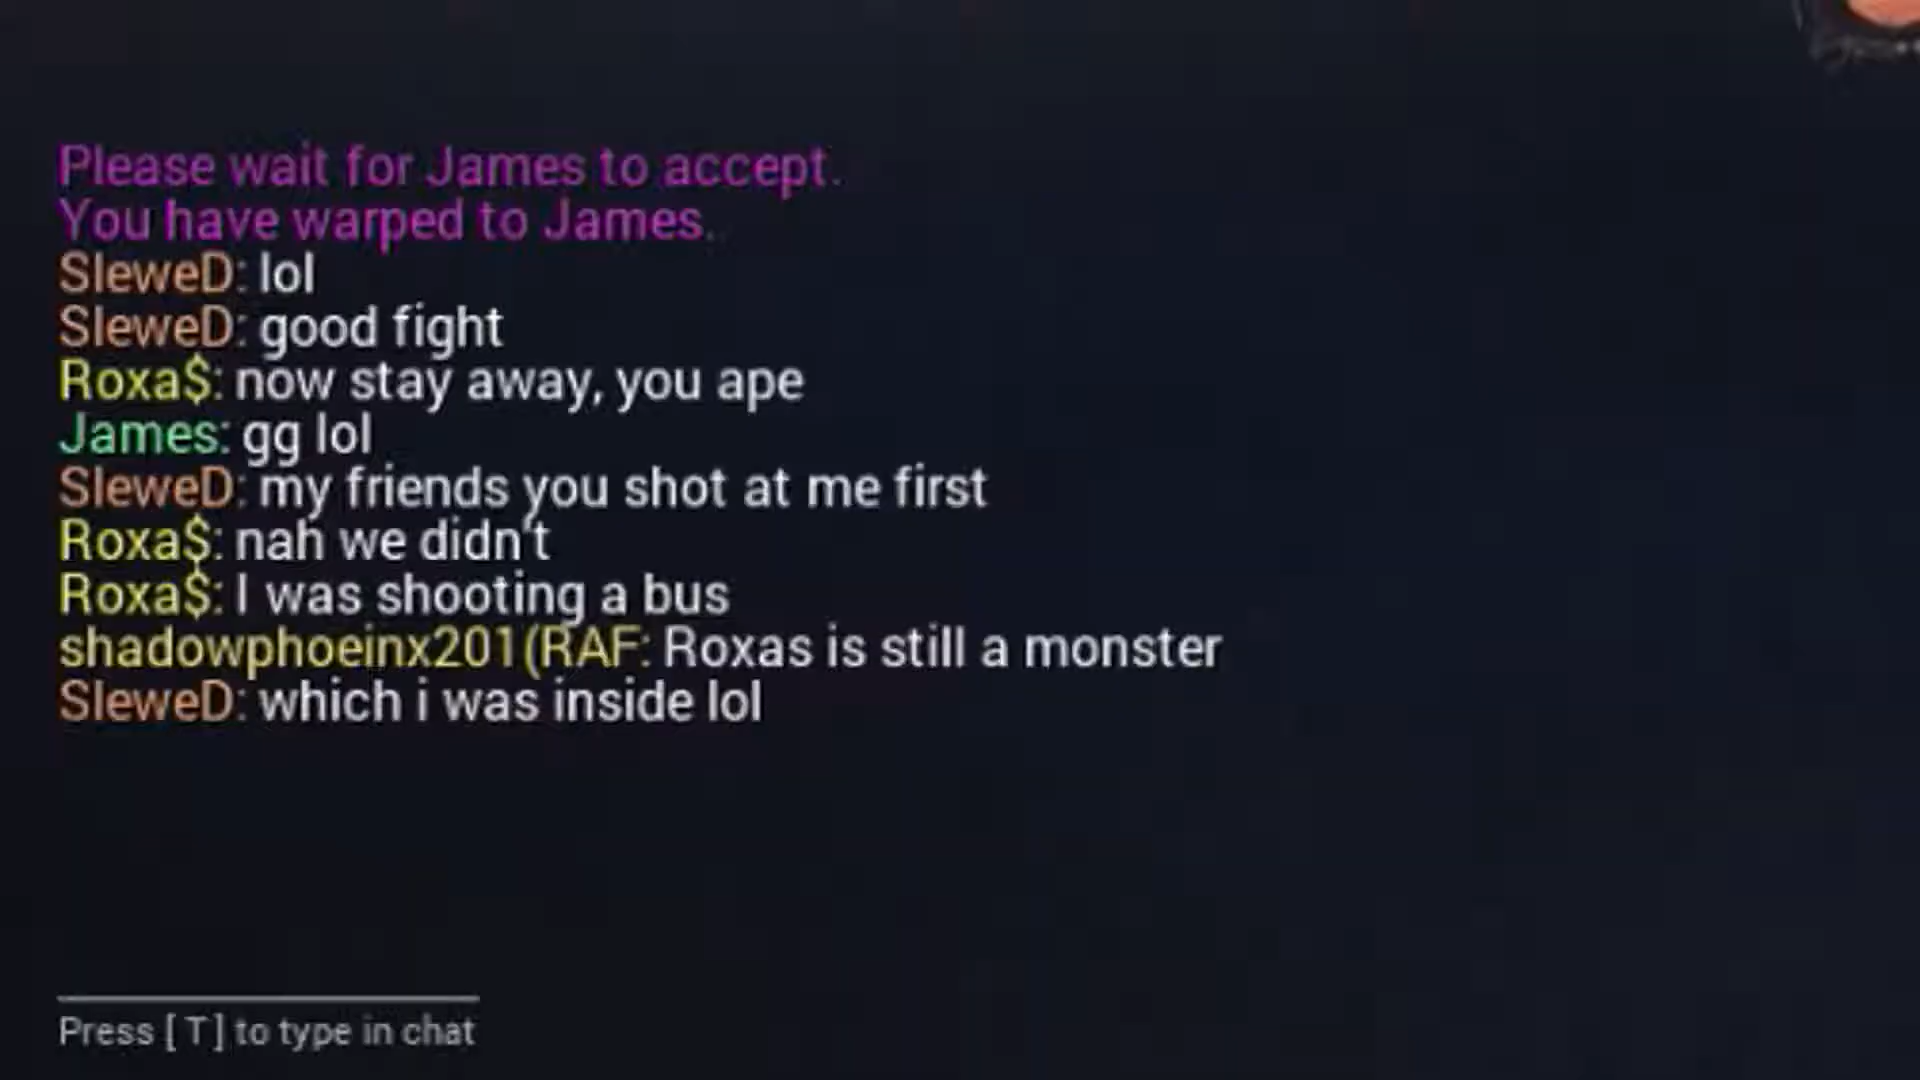 Please wait for James to accept.
You have warped to James.
SleweD: lol
SleweD: good fight
Roxa$: now stay away, you ape
James: gg lol
SleweD: my friends you shot at me first
Roxa$: nah we didn't
Roxa$: I was shooting a bus
shadowphoeinx201(RAF: Roxas is still a monster
SleweD: which i was inside lol
Press [ T ] to type in chat